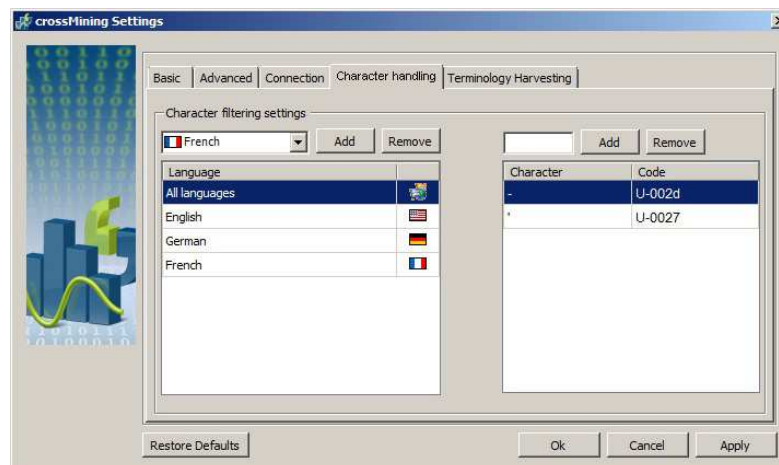 crossMining Settings
Basic Advanced Connection Character handling Terminology Harvesting
Character filtering settings
French Add Remove Add Remove
Language Character Code
All languages - U-002d
English ' U-0027
German
French
Restore Defaults Ok Cancel Apply